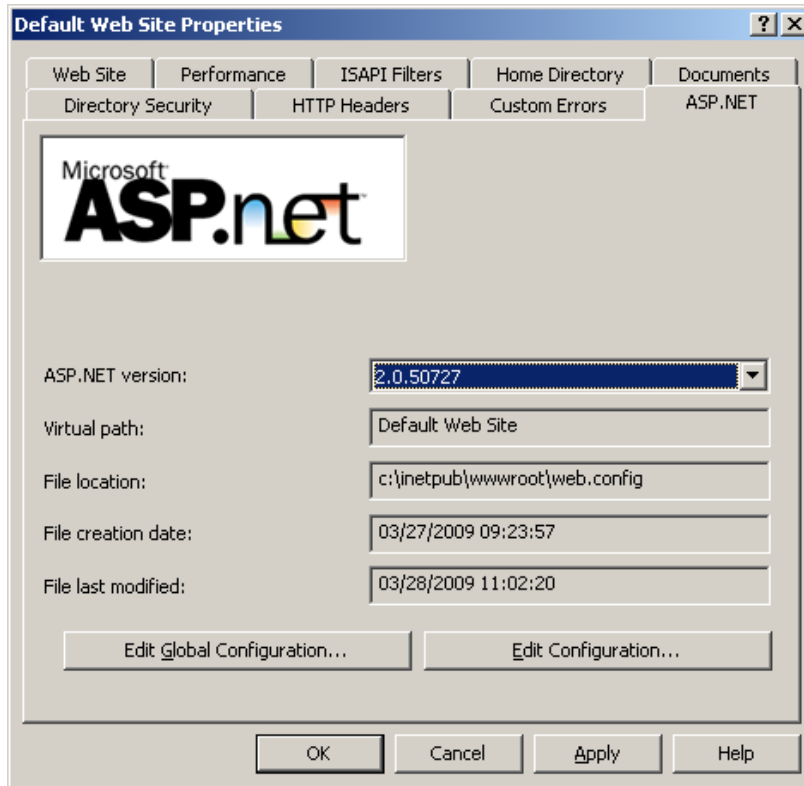 Default Web Site Properties
Web Site Performance ISAPI Filters Home Directory Documents
Directory Security HTTP Headers Custom Errors ASP.NET
Microsoft
ASP.net
ASP.NET version: 2.0.50727
Virtual path: Default Web Site
File location: c:\inetpub\wwwroot\web.config
File creation date: 03/27/2009 09:23:57
File last modified: 03/28/2009 11:02:20
Edit Global Configuration... Edit Configuration...
OK Cancel Apply Help